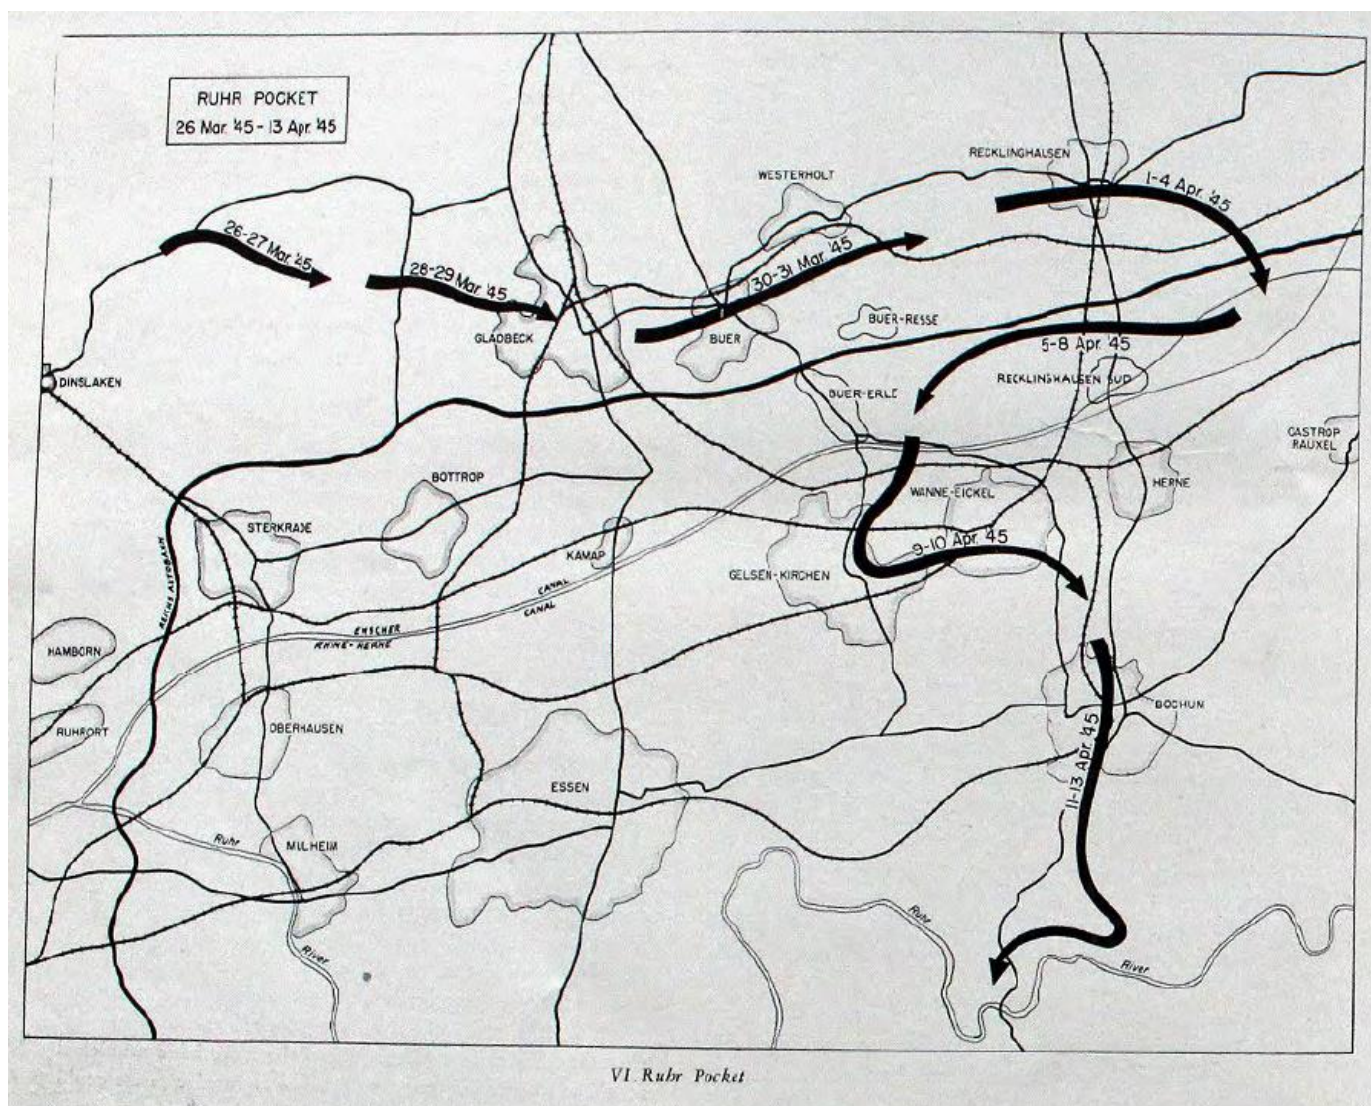 RUHR POCKET
26 Mar. '45 - 13 Apr. '45
RECKLINGHAUSEN
WESTERHOLT
1-4 Apr. '45
26-27 Mar. '45
28-29 Mar. '45
30-31 Mar. '45
GLADBECK
BUER
BUER-RESSE
5-8 Apr. '45
DINSLAKEN
RECKLINGHAUSEN SUD
BUER-ERLE
CASTROP
RAUXEL
BOTTROP
WANNE-EICKEL
HERNE
STERKRADE
KAMAP
9-10 Apr. 45
GELSEN-KIRCHEN
REICHS AUTOBAHN
CANAL
CANAL
EMSCHER
RHINE-HERNE
HAMBORN
RUHRORT
OBERHAUSEN
BOCHUN
11-13 Apr. '45
ESSEN
Ruhr
MILHEIM
Ruhr
River
River
VI. Ruhr Pocket